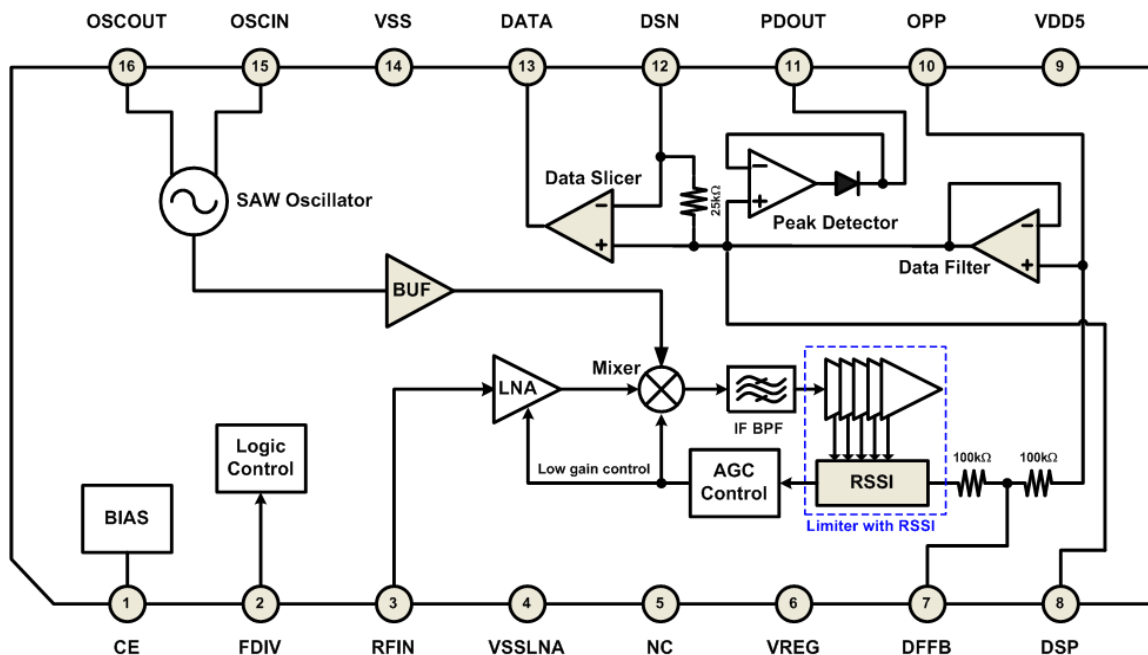 OSCOUT OSCIN VSS DATA DSN PDOUT OPP VDD5
16 15 14 13 12 11 10 9
SAW Oscillator
Data Slicer
−
+
25kΩ
−
+
Peak Detector
−
+
Data Filter
BUF
LNA
Mixer
IF BPF
Logic
Control
Low gain control
AGC
Control
RSSI
100kΩ 100kΩ
Limiter with RSSI
BIAS
1 2 3 4 5 6 7 8
CE FDIV RFIN VSSLNA NC VREG DFFB DSP